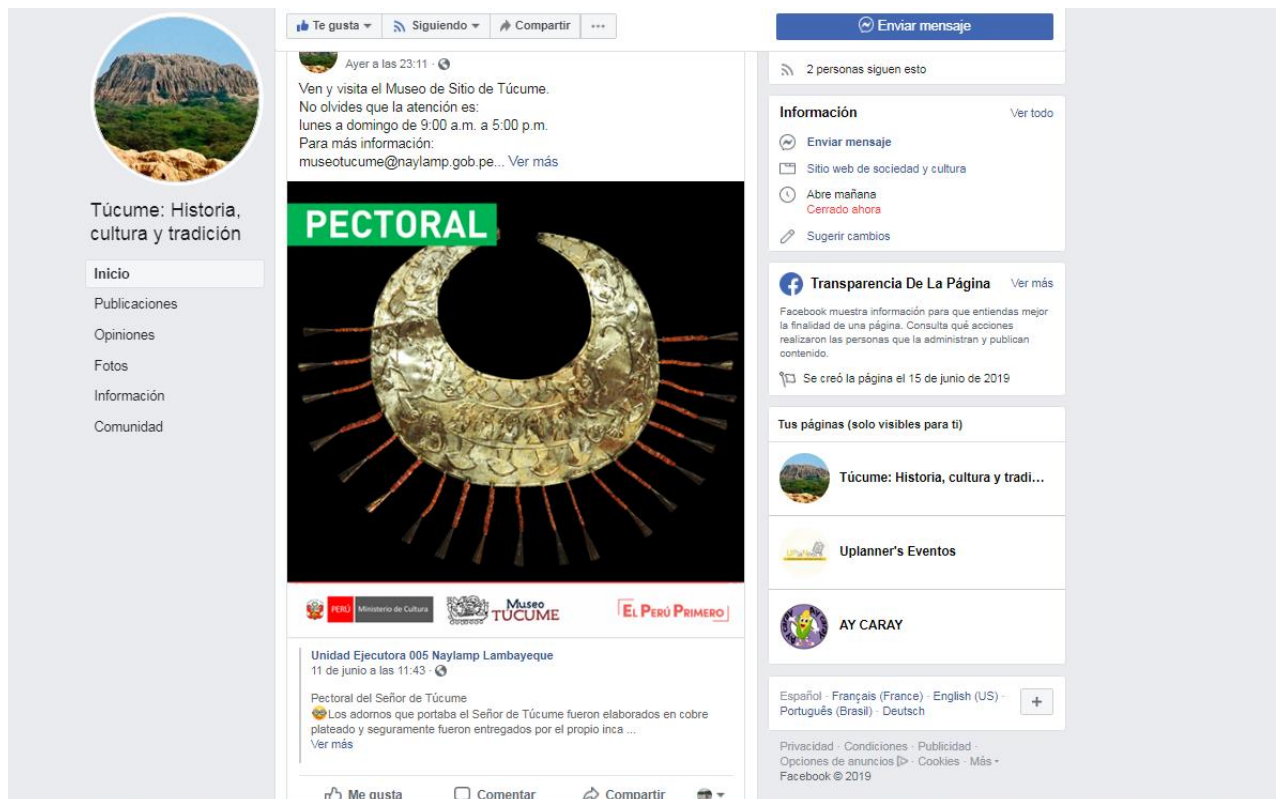 Te gusta
Siguiendo
Compartir
Enviar mensaje
Túcume: Historia,
cultura y tradición
Inicio
Publicaciones
Opiniones
Fotos
Información
Comunidad
Ayer a las 23:11 ·
Ven y visita el Museo de Sitio de Túcume.
No olvides que la atención es:
lunes a domingo de 9:00 a.m. a 5:00 p.m.
Para más información:
museotucume@naylamp.gob.pe... Ver más
PECTORAL
PERÚ Ministerio de Cultura
Museo
TÚCUME
EL PERÚ PRIMERO
Unidad Ejecutora 005 Naylamp Lambayeque
11 de junio a las 11:43 ·
Pectoral del Señor de Túcume
Los adornos que portaba el Señor de Túcume fueron elaborados en cobre
plateado y seguramente fueron entregados por el propio inca ...
Ver más
Me gusta
Comentar
Compartir
2 personas siguen esto
Información Ver todo
Enviar mensaje
Sitio web de sociedad y cultura
Abre mañana
Cerrado ahora
Sugerir cambios
Transparencia De La Página Ver más
Facebook muestra información para que entiendas mejor
la finalidad de una página. Consulta qué acciones
realizaron las personas que la administran y publican
contenido.
Se creó la página el 15 de junio de 2019
Tus páginas (solo visibles para ti)
Túcume: Historia, cultura y tradi...
Uplanner's Eventos
AY CARAY
AY CARAY
Español · Français (France) · English (US) ·
Português (Brasil) · Deutsch
Privacidad · Condiciones · Publicidad ·
Opciones de anuncios · Cookies · Más
Facebook © 2019